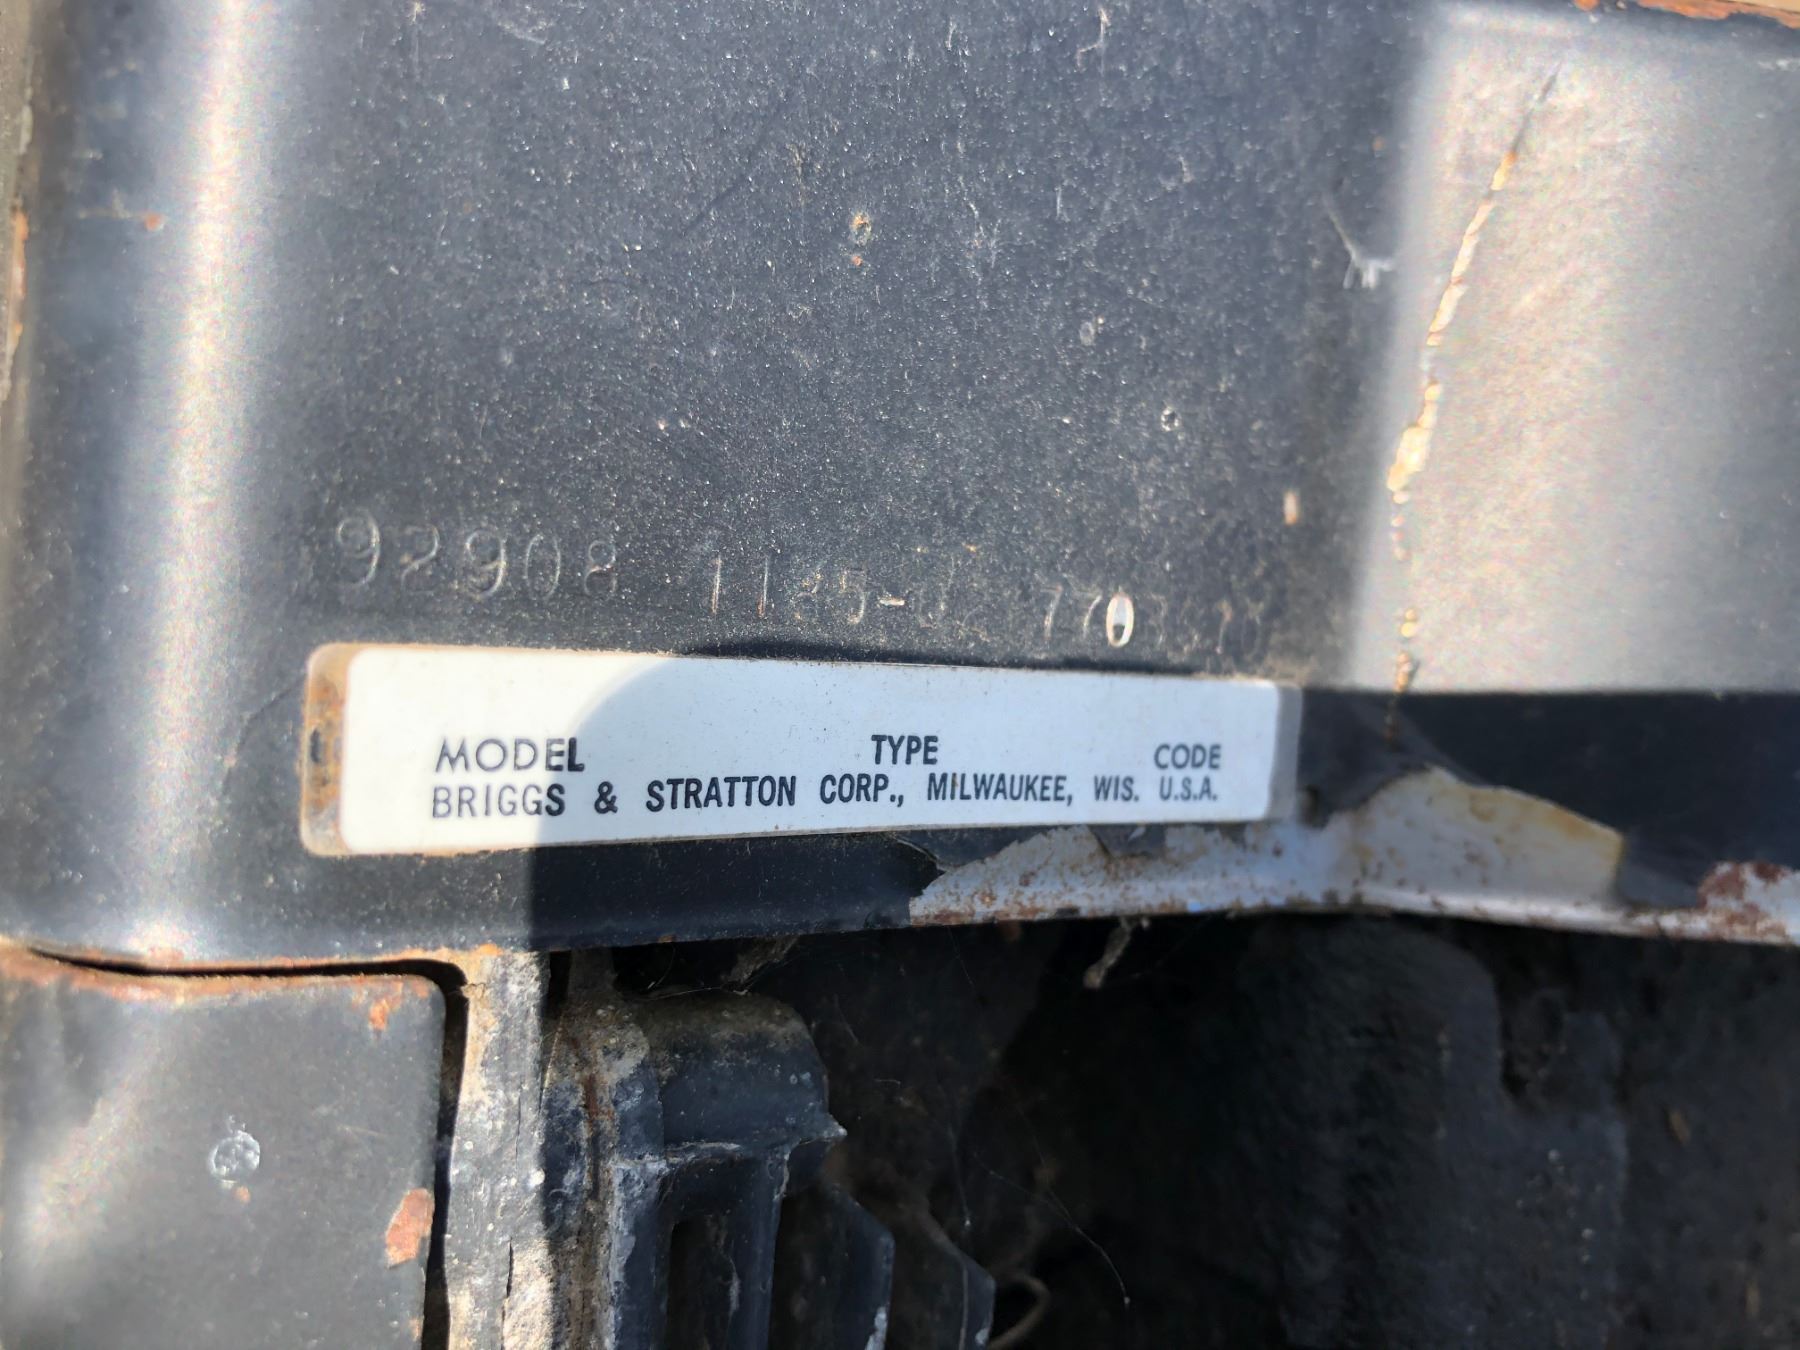 92908
MODEL TYPE CODE
BRIGGS & STRATTON CORP., MILWAUKEE, WIS. U.S.A.